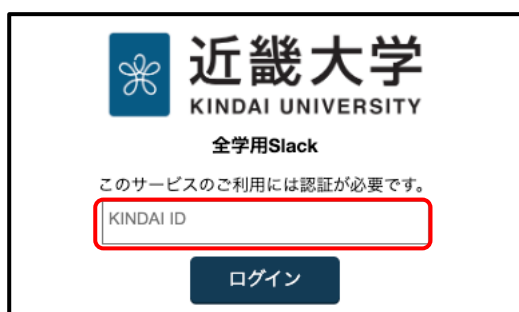 近畿大学
KINDAI UNIVERSITY
全学用Slack
このサービスのご利用には認証が必要です。
KINDAI ID
ログイン